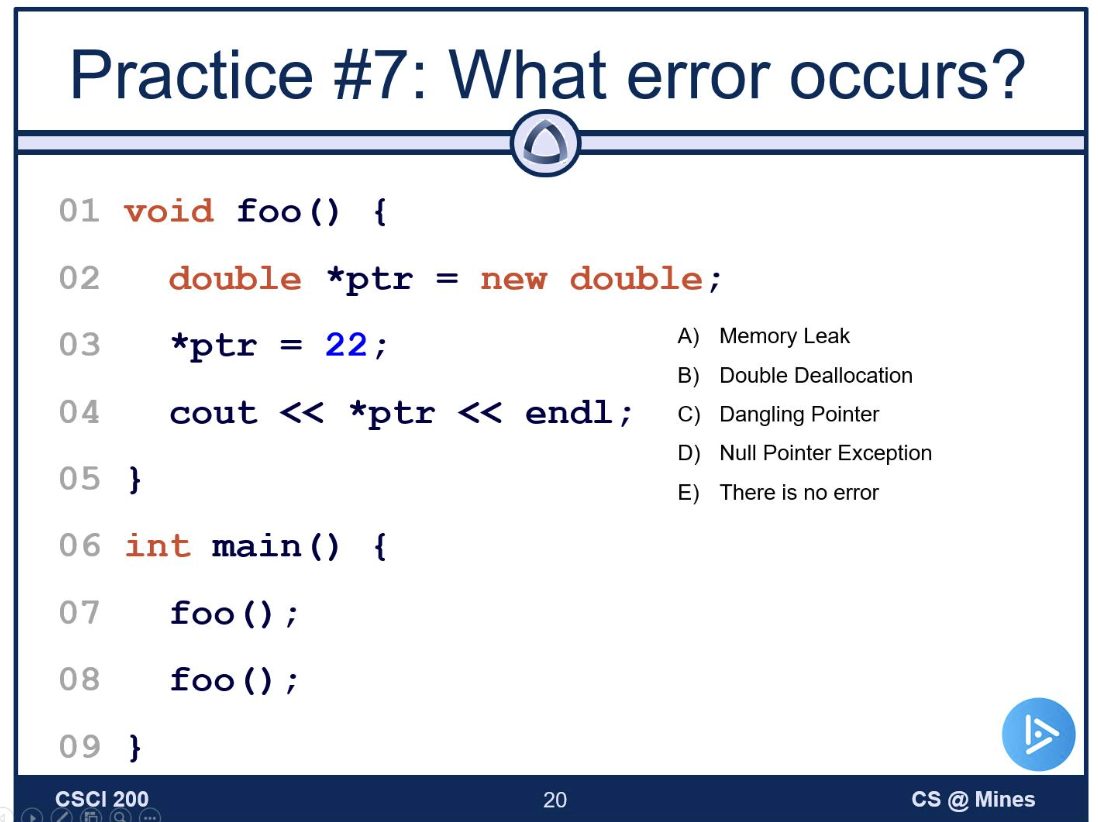 Practice #7: What error occurs?
01 void foo() {
02   double *ptr = new double;
03   *ptr = 22;
04   cout << *ptr << endl;
05 }
06 int main() {
07   foo();
08   foo();
09 }
A) Memory Leak
B) Double Deallocation
C) Dangling Pointer
D) Null Pointer Exception
E) There is no error
CSCI 200
20
CS @ Mines